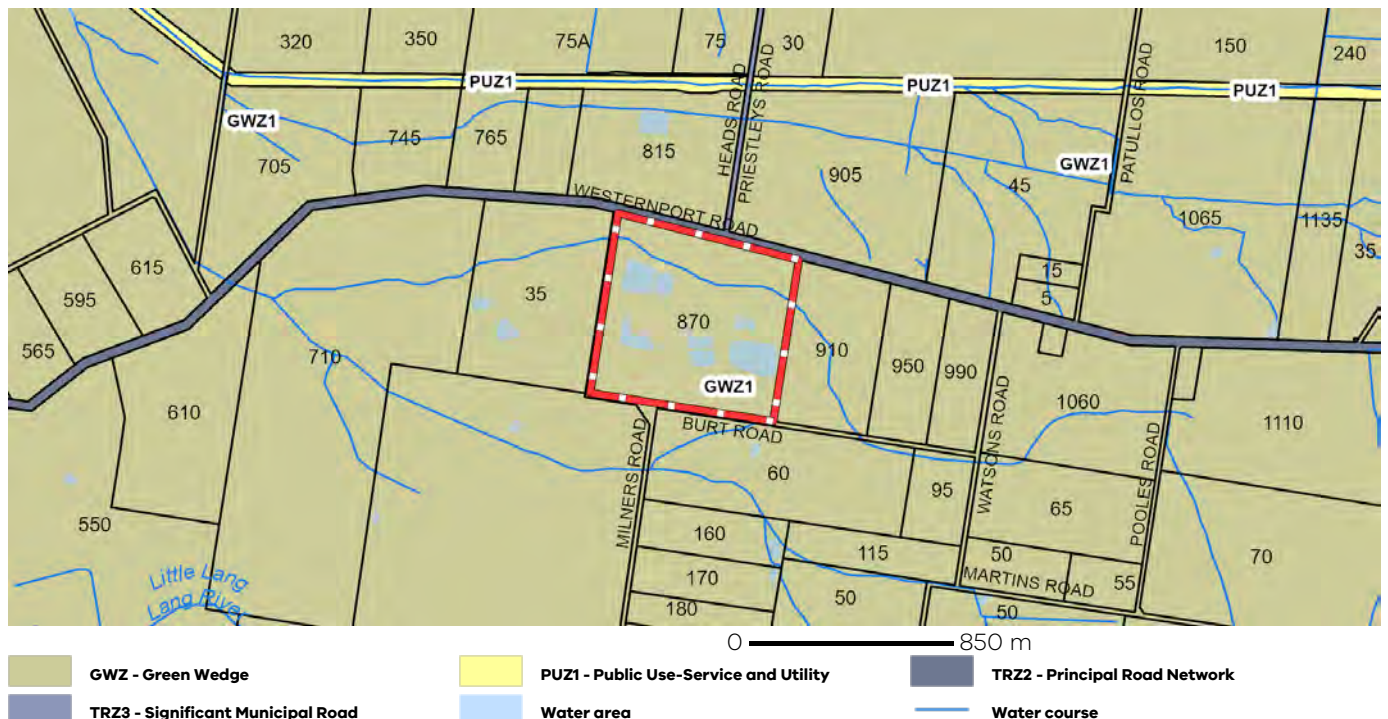 320
350
75A
75
30
150
240
PUZ1
PUZ1
PUZ1
GWZ1
745
765
815
HEADS ROAD
PRIESTLEYS ROAD
PATULLOS ROAD
705
905
GWZ1
45
1065
1135
35
WESTERNPORT ROAD
615
595
565
15
5
35
870
710
910
950
990
GWZ1
610
1060
1110
BURT ROAD
MILNERS ROAD
WATSONS ROAD
POOLES ROAD
60
95
65
550
160
115
50
70
170
MARTINS ROAD
55
180
50
50
Little Lang
Lang River
0 850 m
GWZ - Green Wedge
PUZ1 - Public Use-Service and Utility
TRZ2 - Principal Road Network
TRZ3 - Significant Municipal Road
Water area
Water course